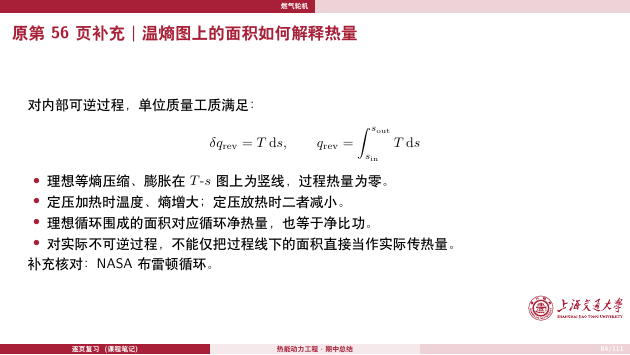 燃气轮机
原第 56 页补充 | 温熵图上的面积如何解释热量
对内部可逆过程，单位质量工质满足：
δq_rev = T ds,    q_rev = ∫_{s_in}^{s_out} T ds
• 理想等熵压缩、膨胀在 T-s 图上为竖线，过程热量为零。
• 定压加热时温度、熵增大；定压放热时二者减小。
• 理想循环围成的面积对应循环净热量，也等于净比功。
• 对实际不可逆过程，不能仅把过程线下的面积直接当作实际传热量。
补充核对：NASA 布雷顿循环。
上海交通大学
SHANGHAI JIAO TONG UNIVERSITY
逐页复习（课程笔记） 热能动力工程·期中总结 84/111